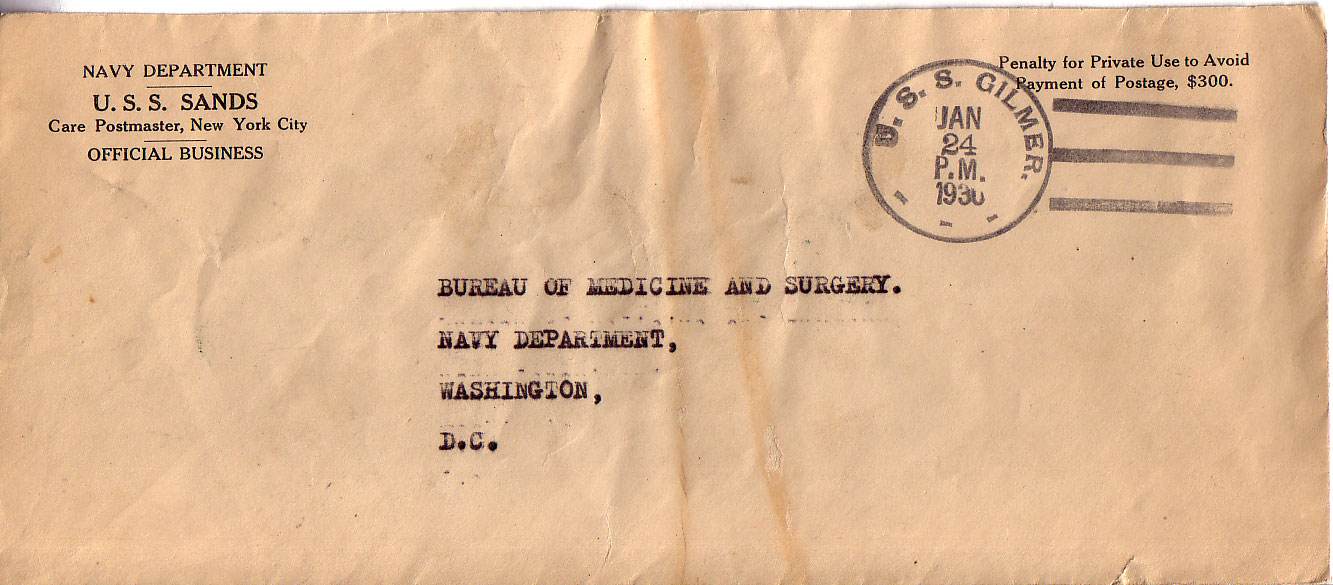 NAVY DEPARTMENT
U. S. S. SANDS
Care Postmaster, New York City
OFFICIAL BUSINESS
Penalty for Private Use to Avoid
Payment of Postage, $300.
U. S. S. GILMER.
JAN
24
P.M.
1930
BUREAU OF MEDICINE AND SURGERY.
NAVY DEPARTMENT,
WASHINGTON,
D.C.